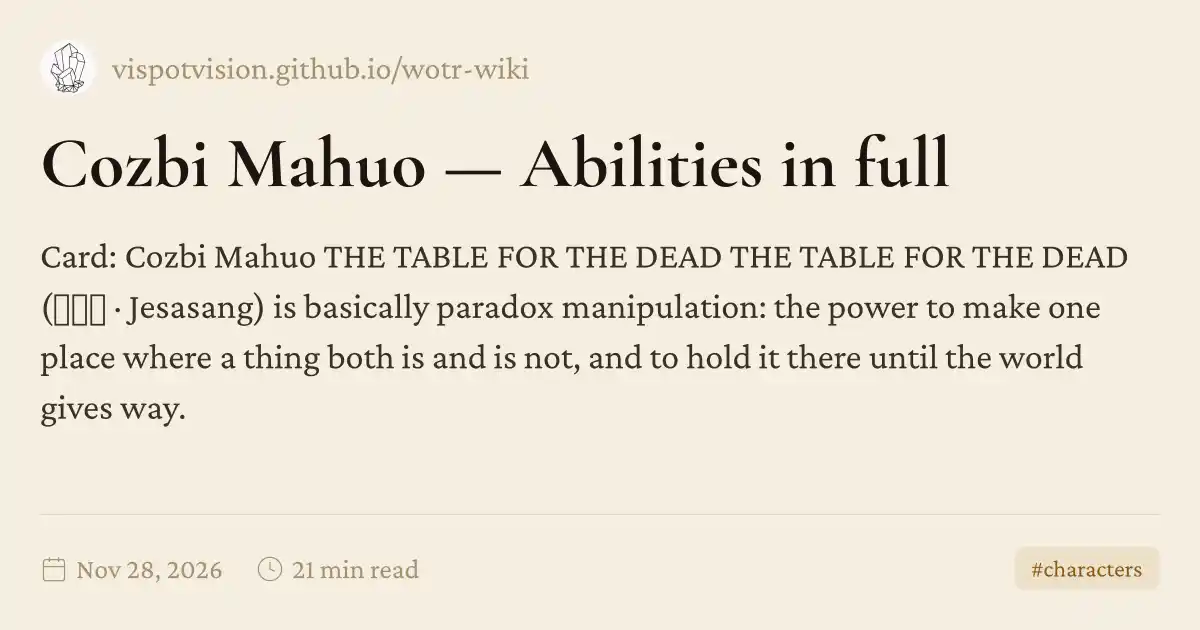 vispotvision.github.io/wotr-wiki
Cozbi Mahuo — Abilities in full
Card: Cozbi Mahuo THE TABLE FOR THE DEAD THE TABLE FOR THE DEAD
(▯▯▯ · Jesasang) is basically paradox manipulation: the power to make one
place where a thing both is and is not, and to hold it there until the world
gives way.
Nov 28, 2026
21 min read
#characters